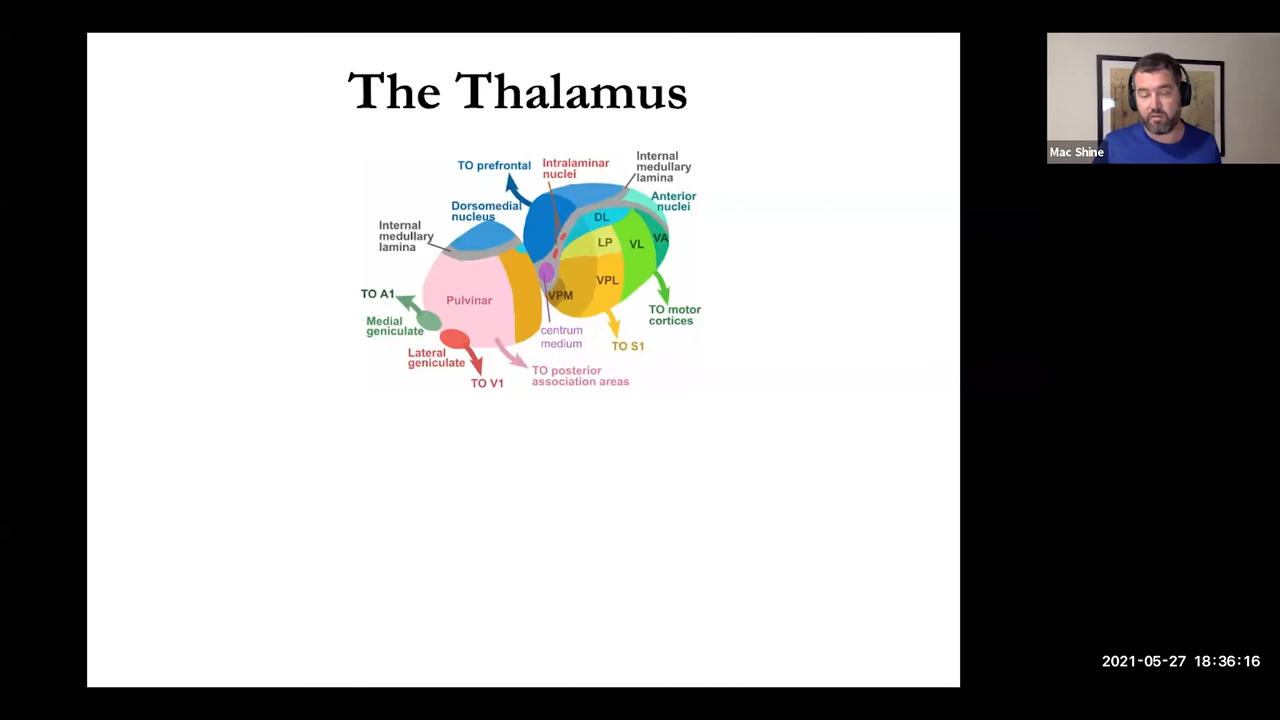 The Thalamus
TO prefrontal
Intralaminar
nuclei
Internal
medullary
lamina
Anterior
nuclei
Dorsomedial
nucleus
Internal
medullary
lamina
DL
LP
VL
VA
VPL
VPM
Pulvinar
TO A1
Medial
geniculate
Lateral
geniculate
TO V1
centrum
medium
TO S1
TO motor
cortices
TO posterior
association areas
Mac Shine
2021-05-27 18:36:16